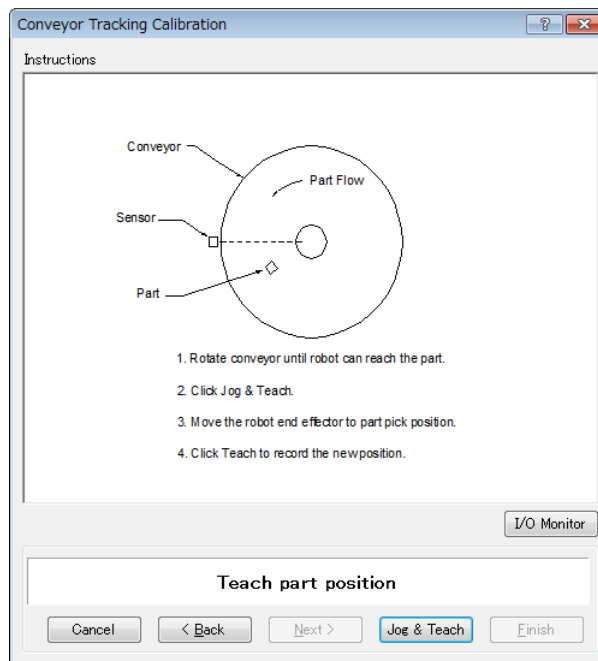 Conveyor Tracking Calibration
?
Instructions
Conveyor
Part Flow
Sensor
Part
1. Rotate conveyor until robot can reach the part.
2. Click Jog & Teach.
3. Move the robot end effector to part pick position.
4. Click Teach to record the newposition.
I/O Monitor
Teach part position
Cancel
< Back
Next >
Jog & Teach
Finish